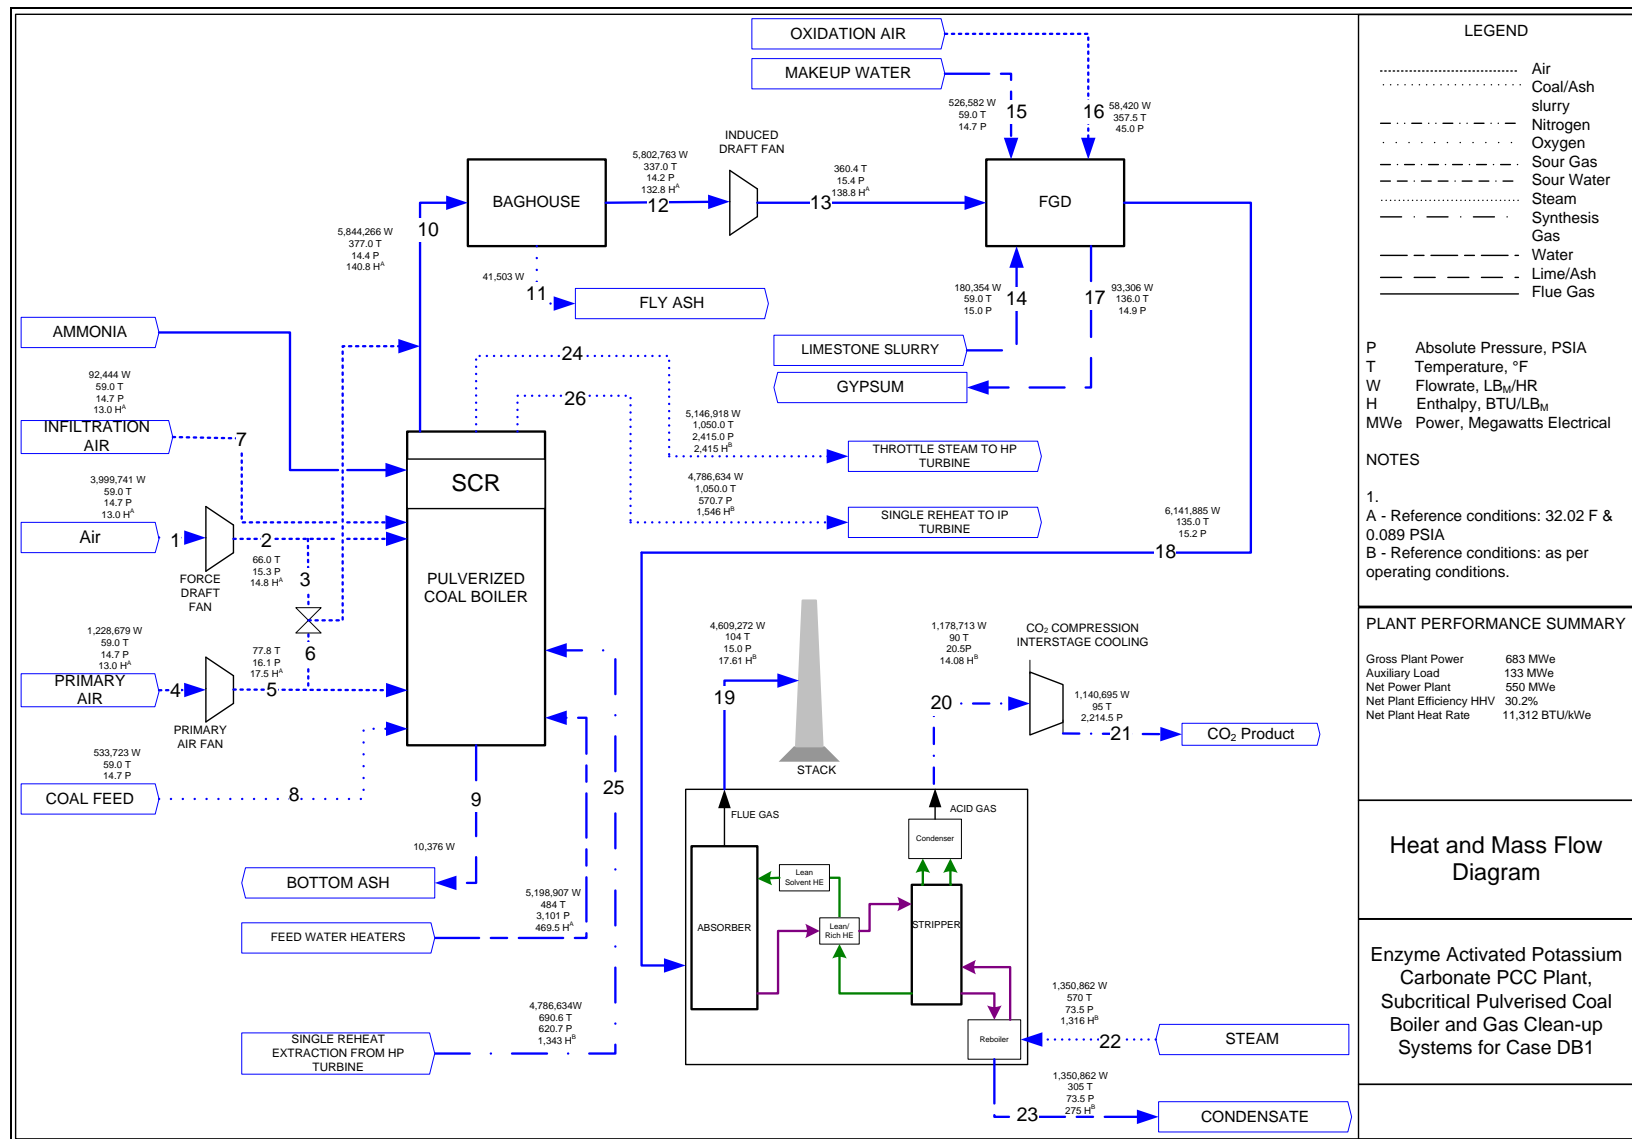 OXIDATION AIR
MAKEUP WATER
526,582 W
59.0 T
14.7 P
15
16
58,420 W
357.5 T
45.0 P
INDUCED
DRAFT FAN
5,802,763 W
337.0 T
14.2 P
132.8 Hᴬ
360.4 T
15.4 P
138.8 Hᴬ
BAGHOUSE
12
13
FGD
10
5,844,266 W
377.0 T
14.4 P
140.8 Hᴬ
41,503 W
11
FLY ASH
180,354 W
59.0 T
15.0 P
14
17
93,306 W
136.0 T
14.9 P
LIMESTONE SLURRY
GYPSUM
AMMONIA
92,444 W
59.0 T
14.7 P
13.0 Hᴬ
INFILTRATION
AIR
7
24
26
5,146,918 W
1,050.0 T
2,415.0 P
2,415 Hᴮ
THROTTLE STEAM TO HP
TURBINE
4,786,634 W
1,050.0 T
570.7 P
1,546 Hᴮ
SINGLE REHEAT TO IP
TURBINE
SCR
3,999,741 W
59.0 T
14.7 P
13.0 Hᴬ
Air
1
2
66.0 T
15.3 P
14.8 Hᴬ
3
FORCE
DRAFT
FAN
PULVERIZED
COAL BOILER
6,141,885 W
135.0 T
15.2 P
18
1,228,679 W
59.0 T
14.7 P
13.0 Hᴬ
PRIMARY
AIR
4
77.8 T
16.1 P
17.5 Hᴬ
5
6
PRIMARY
AIR FAN
533,723 W
59.0 T
14.7 P
COAL FEED
8
9
25
10,376 W
BOTTOM ASH
5,198,907 W
484 T
3,101 P
469.5 Hᴬ
FEED WATER HEATERS
4,786,634W
690.6 T
620.7 P
1,343 Hᴮ
SINGLE REHEAT
EXTRACTION FROM HP
TURBINE
4,609,272 W
104 T
15.0 P
17.61 Hᴮ
19
STACK
1,178,713 W
90 T
20.5P
14.08 Hᴮ
20
CO₂ COMPRESSION
INTERSTAGE COOLING
1,140,695 W
95 T
2,214.5 P
21
CO₂ Product
FLUE GAS
ACID GAS
Condenser
Lean
Solvent HE
ABSORBER
Lean/
Rich HE
STRIPPER
Reboiler
1,350,862 W
570 T
73.5 P
1,316 Hᴮ
22
STEAM
1,350,862 W
305 T
73.5 P
275 Hᴮ
23
CONDENSATE
LEGEND
Air
Coal/Ash
slurry
Nitrogen
Oxygen
Sour Gas
Sour Water
Steam
Synthesis
Gas
Water
Lime/Ash
Flue Gas
P Absolute Pressure, PSIA
T Temperature, °F
W Flowrate, LBₘ/HR
H Enthalpy, BTU/LBₘ
MWe Power, Megawatts Electrical
NOTES
1.
A - Reference conditions: 32.02 F &
0.089 PSIA
B - Reference conditions: as per
operating conditions.
PLANT PERFORMANCE SUMMARY
Gross Plant Power 683 MWe
Auxiliary Load 133 MWe
Net Power Plant 550 MWe
Net Plant Efficiency HHV 30.2%
Net Plant Heat Rate 11,312 BTU/kWe
Heat and Mass Flow
Diagram
Enzyme Activated Potassium
Carbonate PCC Plant,
Subcritical Pulverised Coal
Boiler and Gas Clean-up
Systems for Case DB1